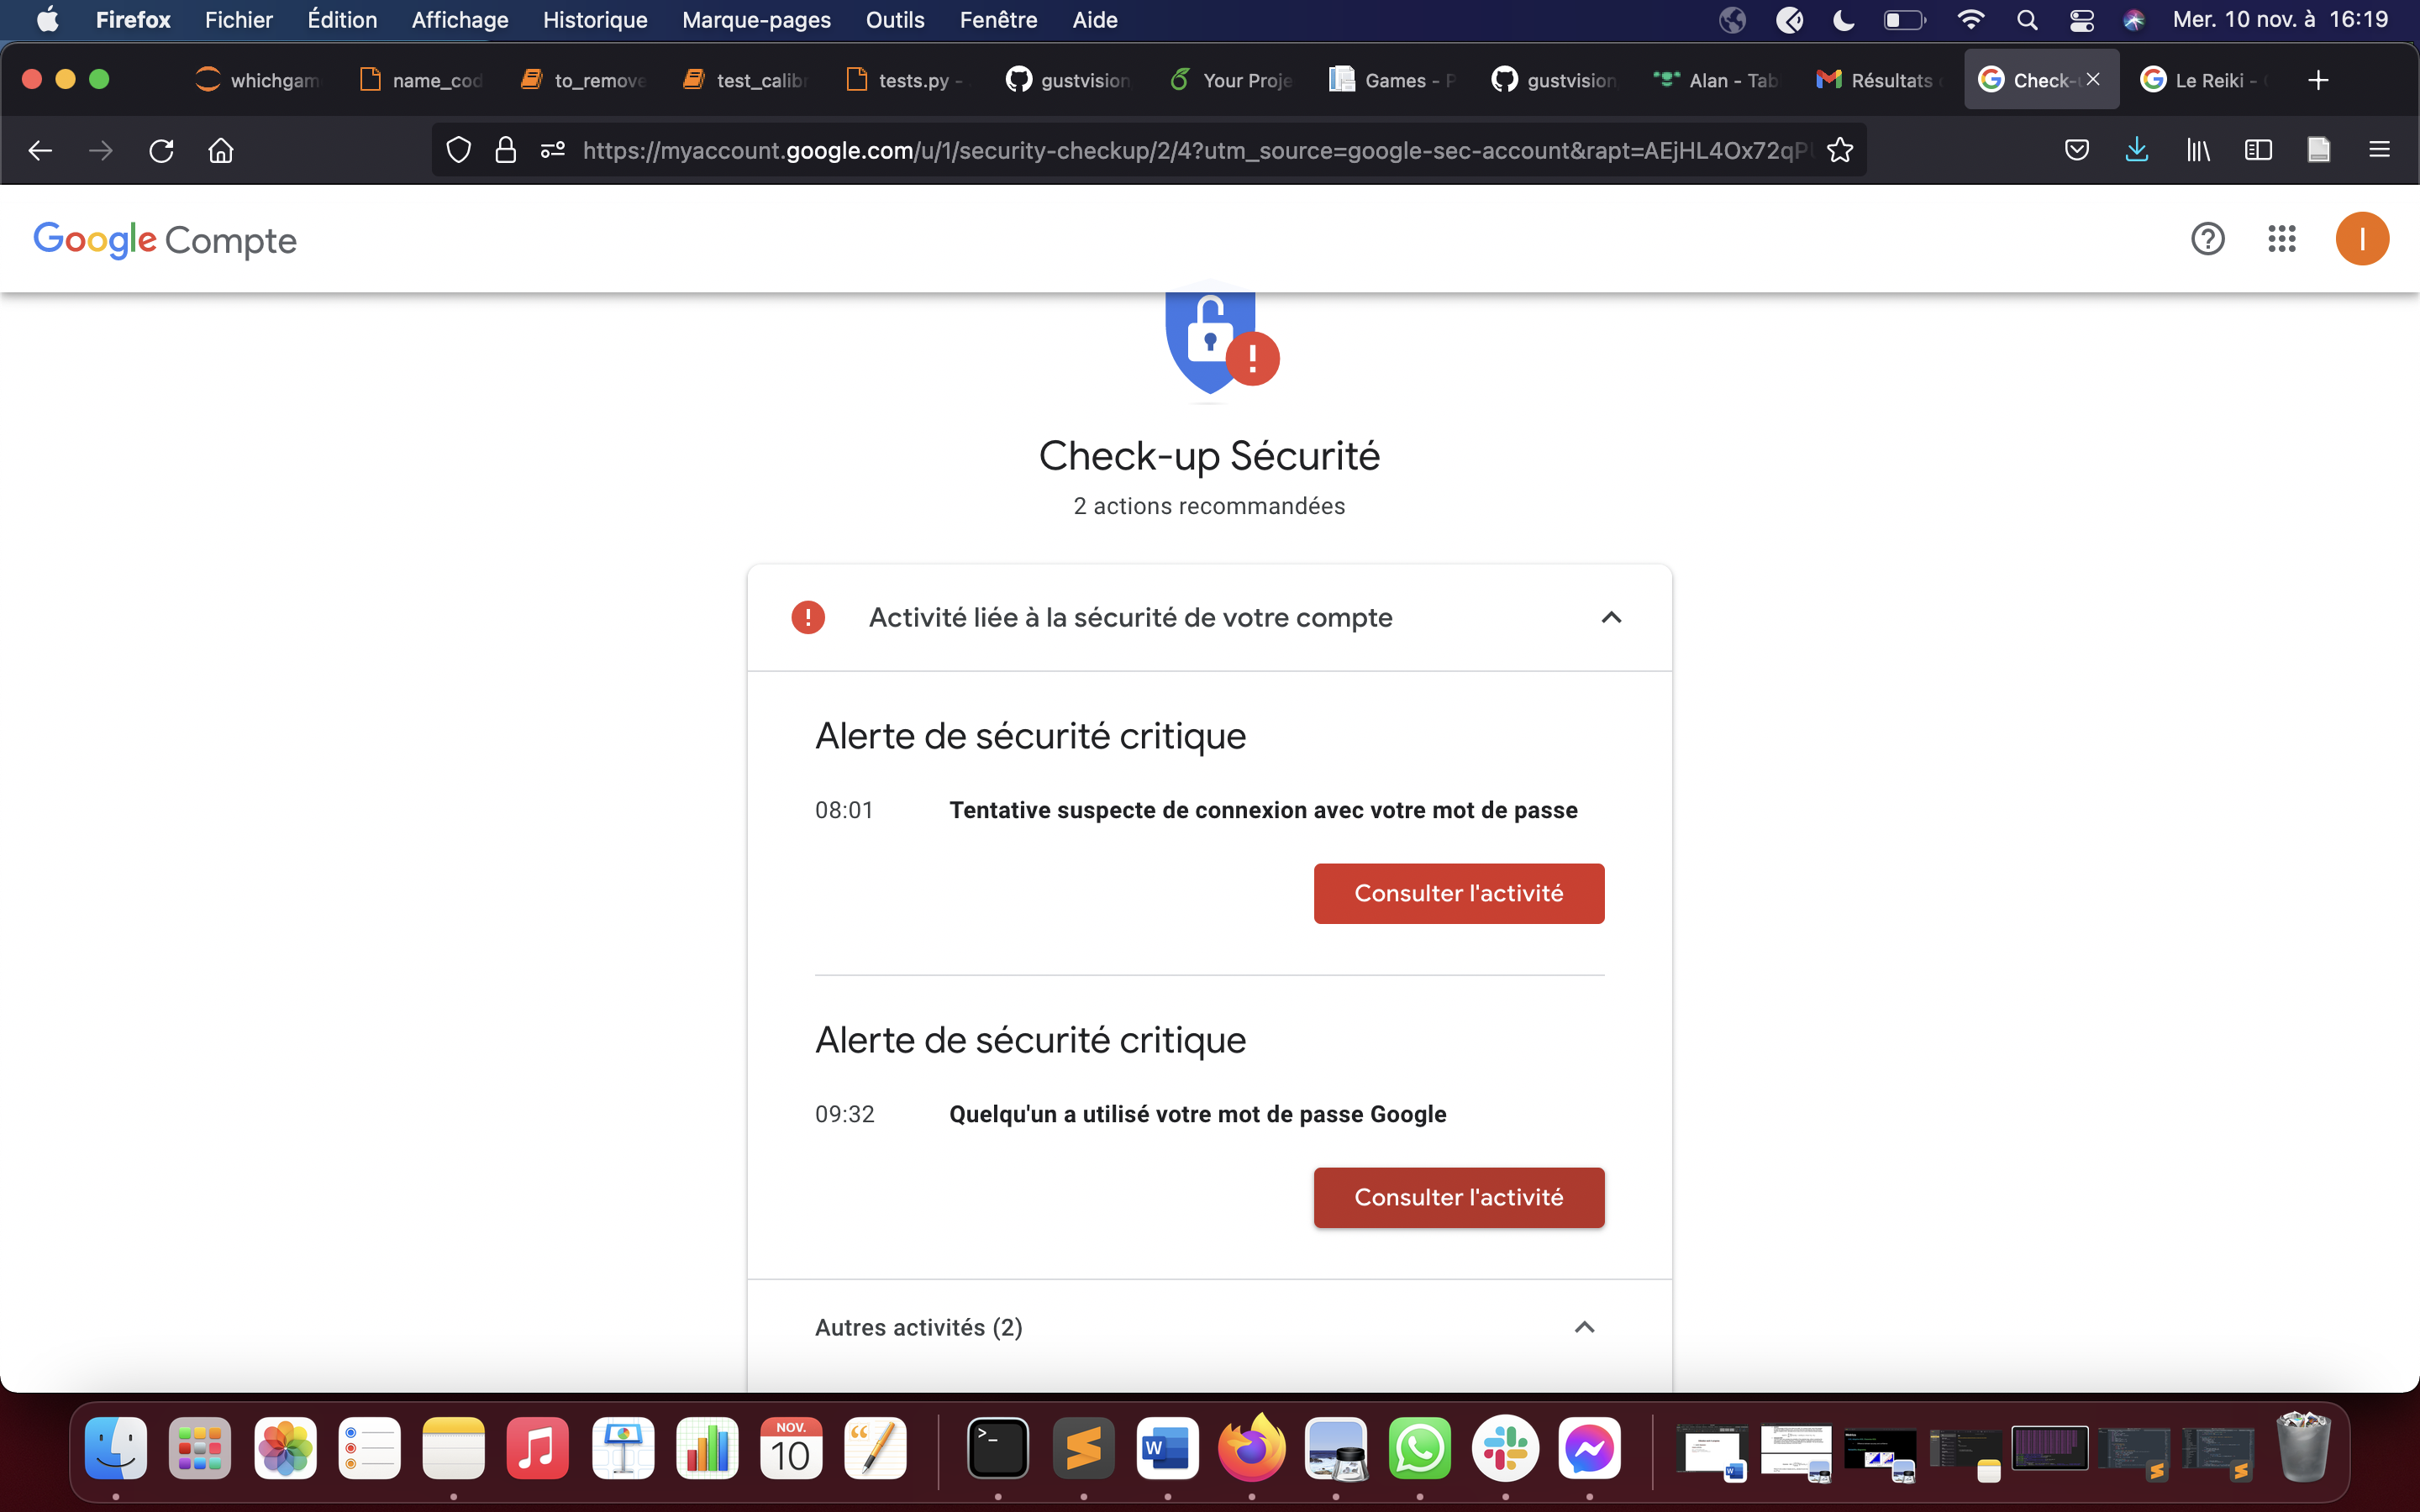 Firefox Fichier Édition Affichage Historique Marque-pages Outils Fenêtre Aide Mer. 10 nov. à 16:19
whichgam name_cod to_remove test_calib tests.py - gustvision Your Proje Games - P gustvision Alan - Tab Résultats Check- Le Reiki -
https://myaccount.google.com/u/1/security-checkup/2/4?utm_source=google-sec-account&rapt=AEjHL4Ox72qP
Google Compte
I
Check-up Sécurité
2 actions recommandées
Activité liée à la sécurité de votre compte
Alerte de sécurité critique
08:01 Tentative suspecte de connexion avec votre mot de passe
Consulter l'activité
Alerte de sécurité critique
09:32 Quelqu'un a utilisé votre mot de passe Google
Consulter l'activité
Autres activités (2)
NOV.
10
W